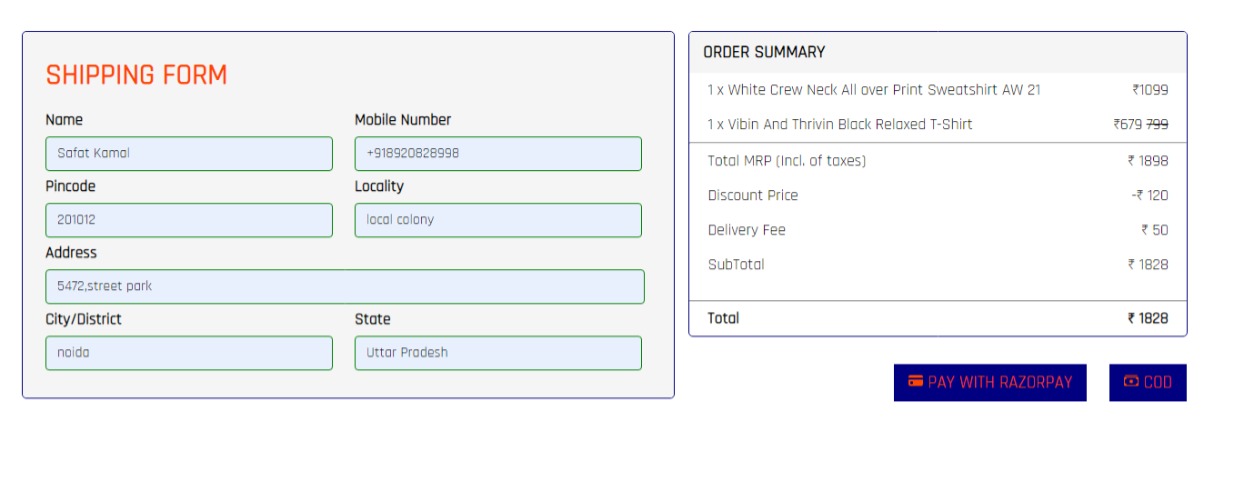 SHIPPING FORM
Name
Mobile Number
Safat Kamal
+918920828998
Pincode
Locality
201012
local colony
Address
5472,street park
City/District
State
noida
Uttar Pradesh
ORDER SUMMARY
1 x White Crew Neck All over Print Sweatshirt AW 21 ₹1099
1 x Vibin And Thrivin Black Relaxed T-Shirt ₹679 799
Total MRP (Incl. of taxes) ₹ 1898
Discount Price -₹ 120
Delivery Fee ₹ 50
SubTotal ₹ 1828
Total ₹ 1828
PAY WITH RAZORPAY
COD